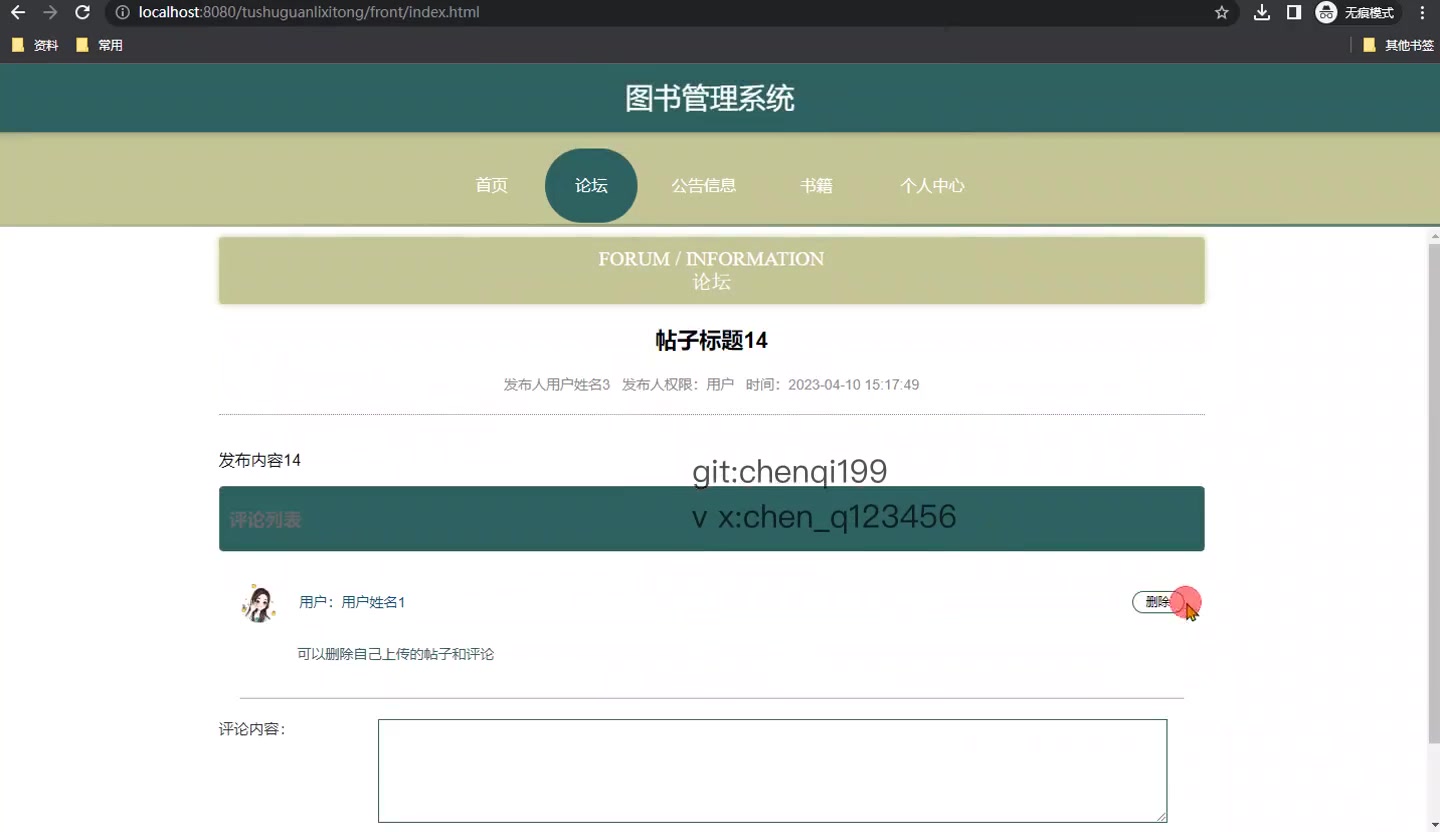 localhost:8080/tushuguanlixitong/front/index.html
无痕模式
资料
常用
其他书签
图书管理系统
首页
论坛
公告信息
书籍
个人中心
FORUM / INFORMATION
论坛
帖子标题14
发布人用户姓名3 发布人权限：用户 时间：2023-04-10 15:17:49
发布内容14
git:chenqi199
评论列表
v x:chen_q123456
用户：用户姓名1
删除
可以删除自己上传的帖子和评论
评论内容：